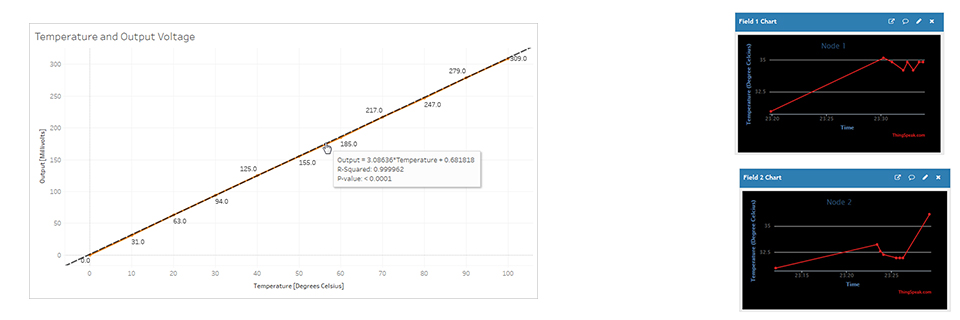 Temperature and Output Voltage
Output [Millivolts]
300
250
200
150
100
50
0
0.0
31.0
63.0
94.0
125.0
155.0
185.0
217.0
247.0
279.0
309.0
Output = 3.08636*Temperature + 0.681818
R-Squared: 0.999962
P-value: < 0.0001
0 10 20 30 40 50 60 70 80 90 100
Temperature [Degrees Celsius]
Field 1 Chart
Node 1
Temperature (Degree Celcius)
35
32.5
23:20 23:25 23:30
Time
ThingSpeak.com
Field 2 Chart
Node 2
Temperature (Degree Celcius)
35
32.5
23:15 23:20 23:25
Time
ThingSpeak.com